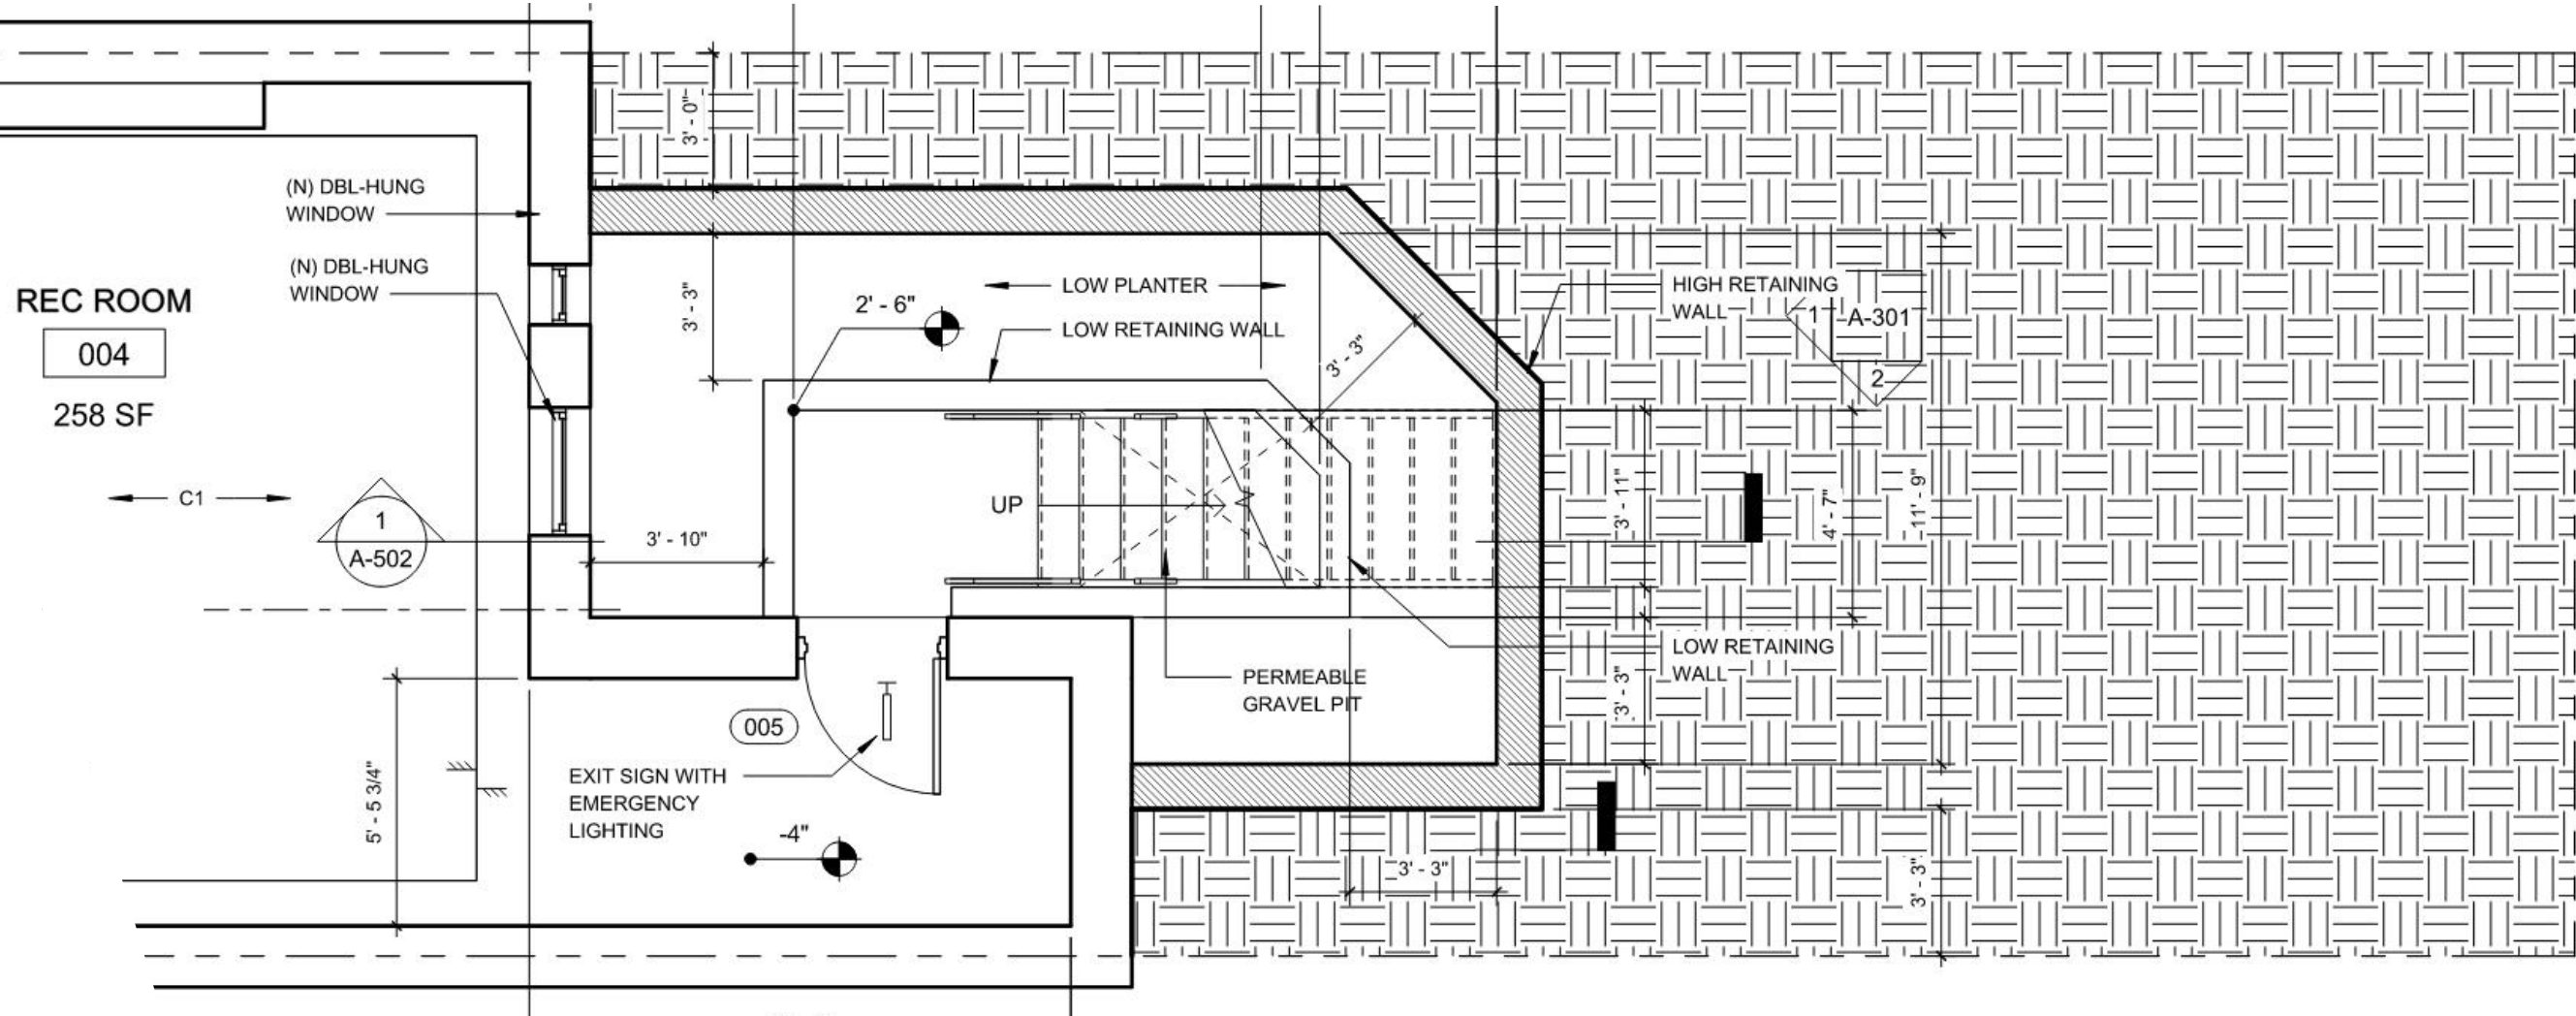 3' - 0"
(N) DBL-HUNG
WINDOW
(N) DBL-HUNG
WINDOW
REC ROOM
004
258 SF
C1
1
A-502
3' - 3"
2' - 6"
LOW PLANTER
LOW RETAINING WALL
3' - 3"
HIGH RETAINING
WALL
1
A-301
2
UP
3' - 10"
3' - 11"
4' - 7"
11' - 9"
LOW RETAINING
WALL
3' - 3"
PERMEABLE
GRAVEL PIT
005
EXIT SIGN WITH
EMERGENCY
LIGHTING
5' - 5 3/4"
-4"
3' - 3"
3' - 3"